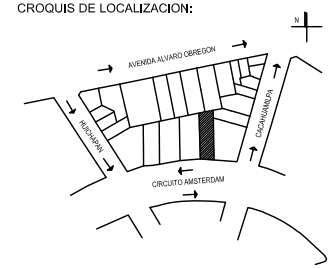 CROQUIS DE LOCALIZACION:
N
AVENIDA ALVARO OBREGON
HUICHAPAN
CACAHUAMILPA
CIRCUITO AMSTERDAM